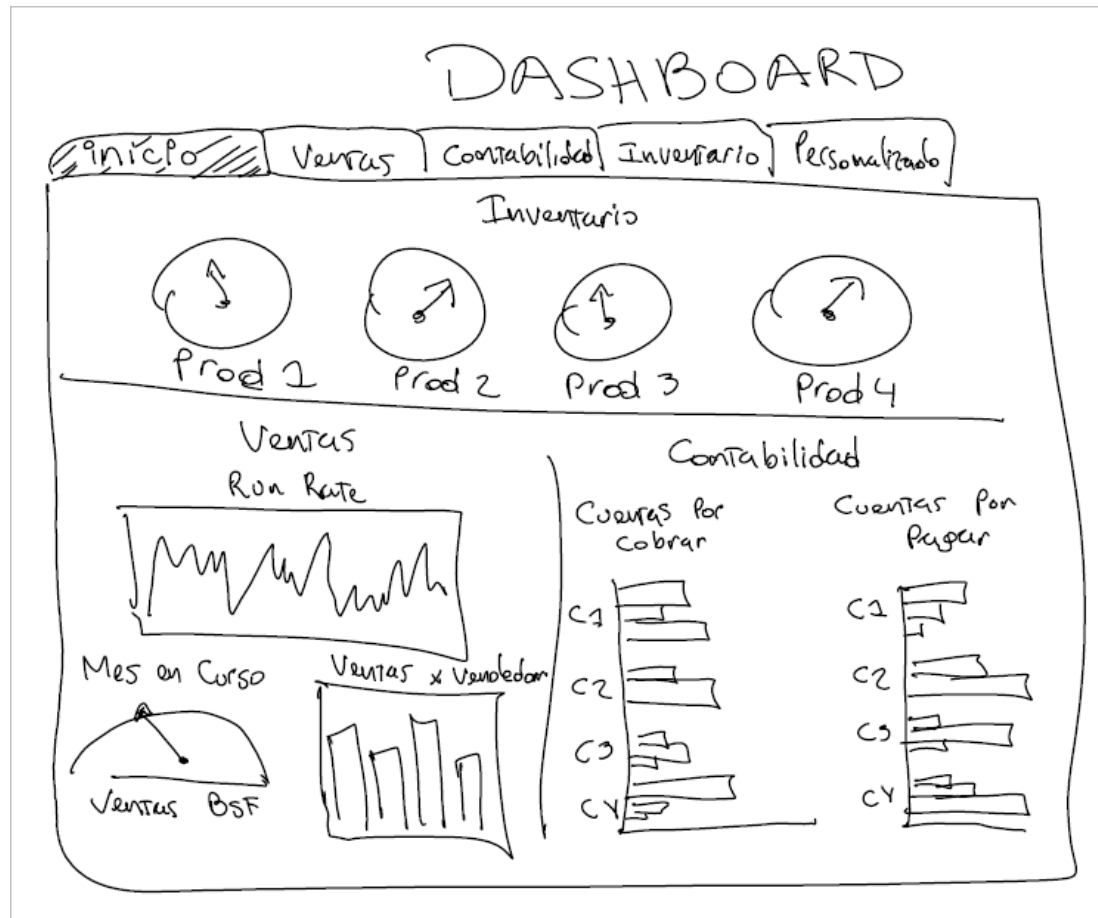 DASHBOARD
inicio Ventas Contabilidad Inventario Personalizado
Inventario
Prod 1 Prod 2 Prod 3 Prod 4
Ventas
Run Rate
Mes en Curso
Ventas BSF
Ventas x Vendedor
Contabilidad
Cuentas Por
Cobrar
C1
C2
C3
CY
Cuentas Por
Pagar
C1
C2
C3
CY